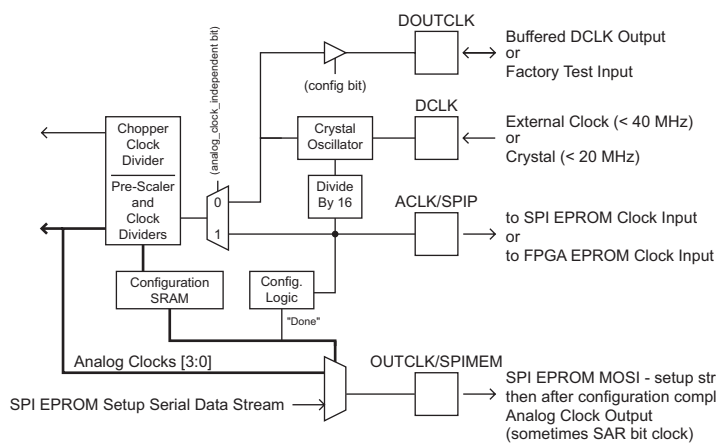 DOUTCLK
Buffered DCLK Output
or
Factory Test Input
(config bit)
(analog_clock_independent bit)
DCLK
External Clock (< 40 MHz)
or
Crystal (< 20 MHz)
Chopper
Clock
Divider
Crystal
Oscillator
Pre-Scaler
and
Clock
Dividers
0
1
Divide
By 16
ACLK/SPIP
to SPI EPROM Clock Input
or
to FPGA EPROM Clock Input
Configuration
SRAM
Config.
Logic
"Done"
Analog Clocks [3:0]
OUTCLK/SPIMEM
SPI EPROM Setup Serial Data Stream
SPI EPROM MOSI - setup str
then after configuration compl
Analog Clock Output
(sometimes SAR bit clock)